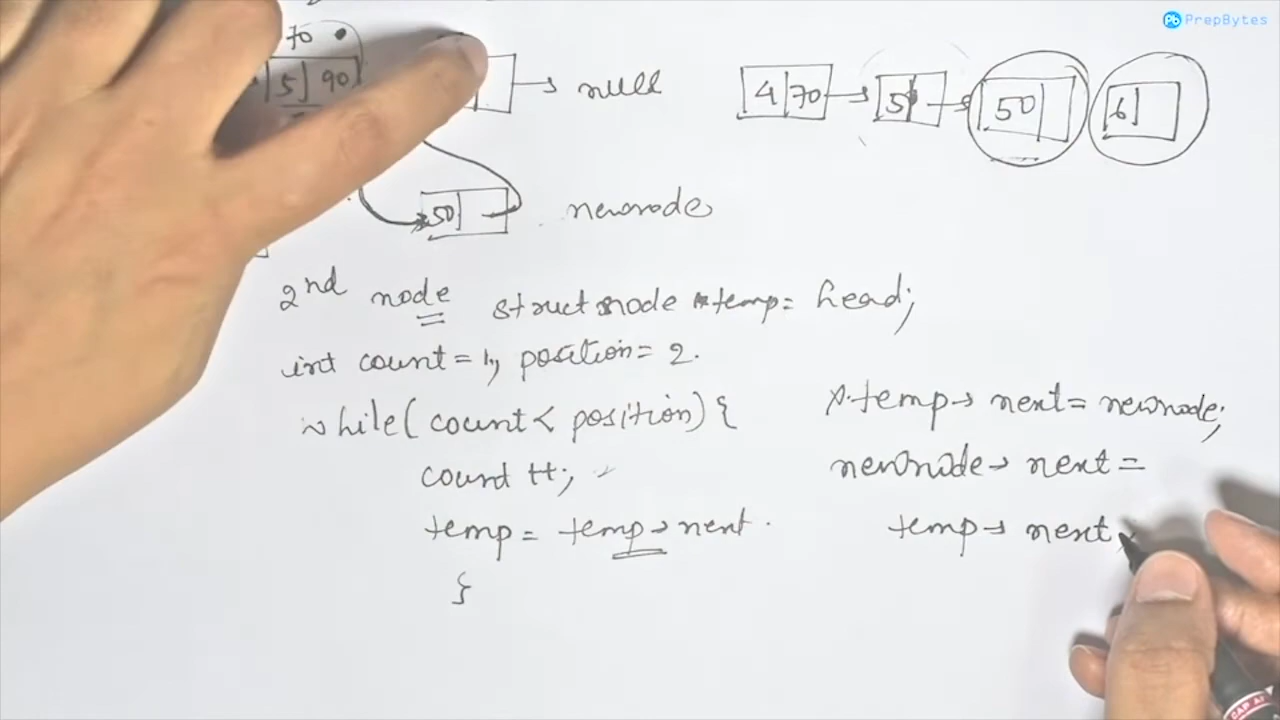 PrepBytes
70
5 90
null
4 70 5 50 6
50 newnode
2nd node struct node *temp = head;
int count = 1, position = 2.
while( count < position) {
count ++;
temp = temp → next.
}
temp → next = newnode;
newnode → next =
temp → next